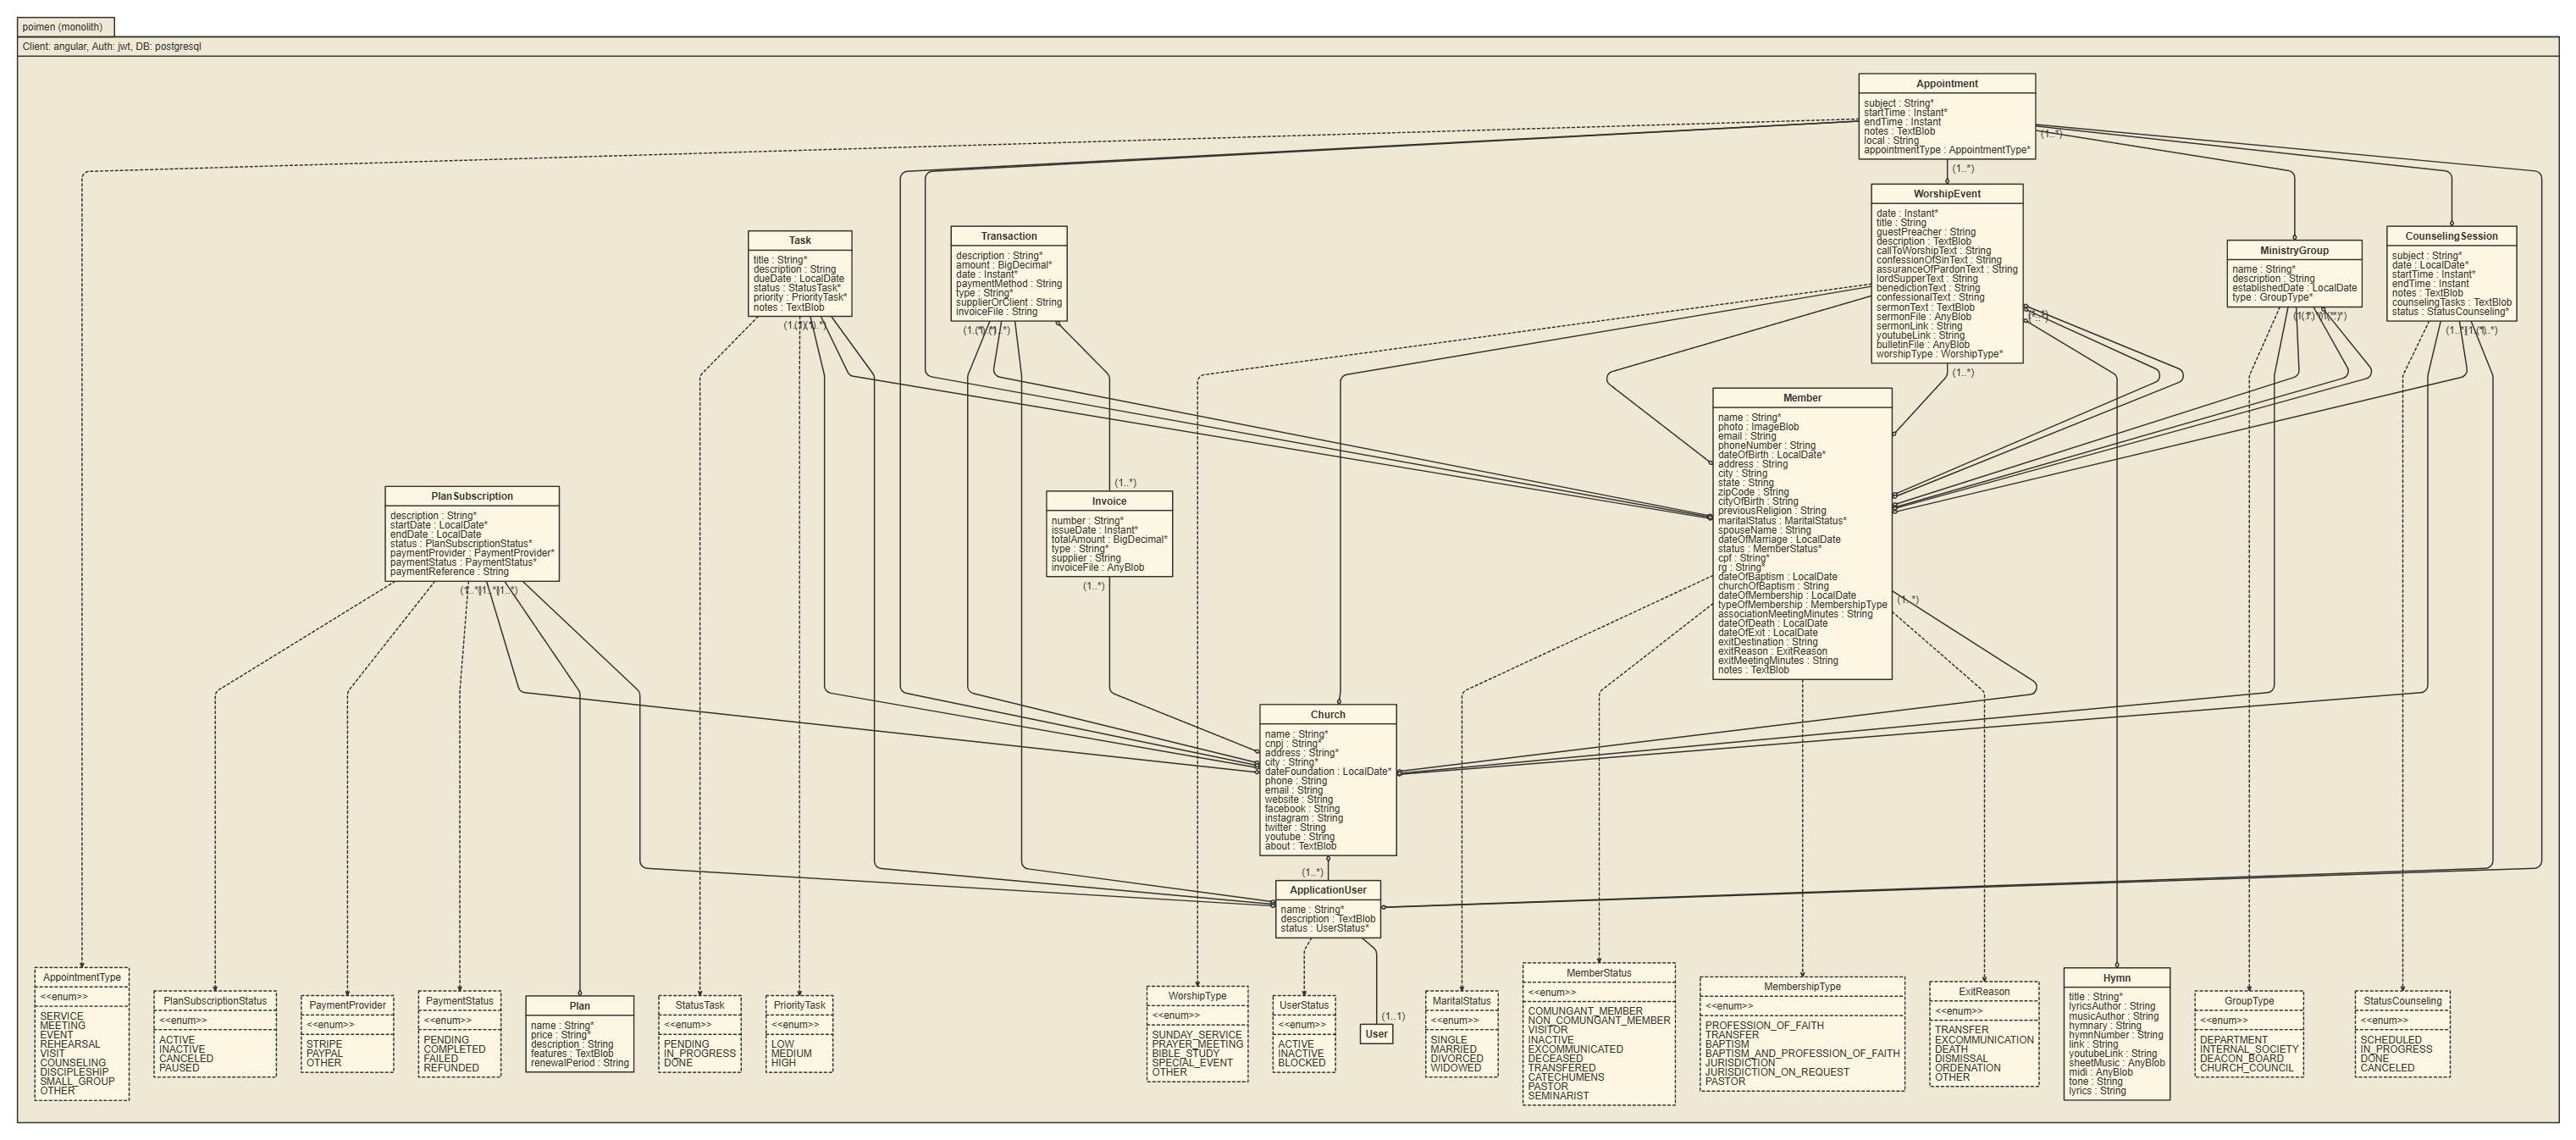 poimen (monolith)
Client: angular, Auth: jwt, DB: postgresql
Appointment
subject : String*
startTime : Instant*
endTime : Instant
notes : TextBlob
local : String
appointmentType : AppointmentType*
(1..*)
(1..*)
WorshipEvent
date : Instant*
title : String
guestPreacher : String
description : TextBlob
callToWorshipText : String
confessionOfSinText : String
assuranceOfPardonText : String
lordSupperText : String
benedictionText : String
confessionalText : String
sermonText : TextBlob
sermonFile : AnyBlob
sermonLink : String
youtubeLink : String
bulletinFile : AnyBlob
worshipType : WorshipType*
(1..*)
Task
title : String*
description : String
dueDate : LocalDate
status : StatusTask*
priority : PriorityTask*
notes : TextBlob
Transaction
description : String*
amount : BigDecimal*
date : Instant*
paymentMethod : String
type : String*
supplierOrClient : String
invoiceFile : String
MinistryGroup
name : String*
description : String
establishedDate : LocalDate
type : GroupType*
CounselingSession
subject : String*
date : LocalDate*
startTime : Instant*
endTime : Instant
notes : TextBlob
counselingTasks : TextBlob
status : StatusCounseling*
Member
name : String*
photo : ImageBlob
email : String
phoneNumber : String
dateOfBirth : LocalDate*
address : String
city : String
state : String
zipCode : String
cityOfBirth : String
previousReligion : String
maritalStatus : MaritalStatus*
spouseName : String
dateOfMarriage : LocalDate
status : MemberStatus*
cpf : String*
rg : String*
dateOfBaptism : LocalDate
churchOfBaptism : String
dateOfMembership : LocalDate
typeOfMembership : MembershipType
associationMeetingMinutes : String
dateOfDeath : LocalDate
dateOfExit : LocalDate
exitDestination : String
exitReason : ExitReason
exitMeetingMinutes : String
notes : TextBlob
(1..*)
PlanSubscription
description : String*
startDate : LocalDate*
endDate : LocalDate
status : PlanSubscriptionStatus*
paymentProvider : PaymentProvider*
paymentStatus : PaymentStatus*
paymentReference : String
(1..*)
Invoice
number : String*
issueDate : Instant*
totalAmount : BigDecimal*
type : String*
supplier : String
invoiceFile : AnyBlob
(1..*)
Church
name : String*
cnpj : String*
address : String*
city : String*
dateFoundation : LocalDate*
phone : String
email : String
website : String
facebook : String
instagram : String
twitter : String
youtube : String
about : TextBlob
(1..*)
ApplicationUser
name : String*
description : TextBlob
status : UserStatus*
(1..1)
User
AppointmentType
<<enum>>
SERVICE
MEETING
EVENT
REHEARSAL
VISIT
COUNSELING
DISCIPLESHIP
SMALL_GROUP
OTHER
PlanSubscriptionStatus
<<enum>>
ACTIVE
INACTIVE
CANCELED
PAUSED
PaymentProvider
<<enum>>
STRIPE
PAYPAL
OTHER
PaymentStatus
<<enum>>
PENDING
COMPLETED
FAILED
REFUNDED
Plan
name : String*
price : String*
description : String
features : TextBlob
renewalPeriod : String
StatusTask
<<enum>>
PENDING
IN_PROGRESS
DONE
PriorityTask
<<enum>>
LOW
MEDIUM
HIGH
WorshipType
<<enum>>
SUNDAY_SERVICE
PRAYER_MEETING
BIBLE_STUDY
SPECIAL_EVENT
OTHER
UserStatus
<<enum>>
ACTIVE
INACTIVE
BLOCKED
MaritalStatus
<<enum>>
SINGLE
MARRIED
DIVORCED
WIDOWED
MemberStatus
<<enum>>
COMUNGANT_MEMBER
NON_COMUNGANT_MEMBER
VISITOR
INACTIVE
EXCOMMUNICATED
DECEASED
TRANSFERED
CATECHUMENS
PASTOR
SEMINARIST
MembershipType
<<enum>>
PROFESSION_OF_FAITH
TRANSFER
BAPTISM
BAPTISM_AND_PROFESSION_OF_FAITH
JURISDICTION
JURISDICTION_ON_REQUEST
PASTOR
ExitReason
<<enum>>
TRANSFER
EXCOMMUNICATION
DEATH
DISMISSAL
ORDENATION
OTHER
Hymn
title : String*
lyricsAuthor : String
musicAuthor : String
hymnary : String
hymnNumber : String
link : String
youtubeLink : String
sheetMusic : AnyBlob
midi : AnyBlob
tone : String
lyrics : String
GroupType
<<enum>>
DEPARTMENT
INTERNAL_SOCIETY
DEACON_BOARD
CHURCH_COUNCIL
StatusCounseling
<<enum>>
SCHEDULED
IN_PROGRESS
DONE
CANCELED